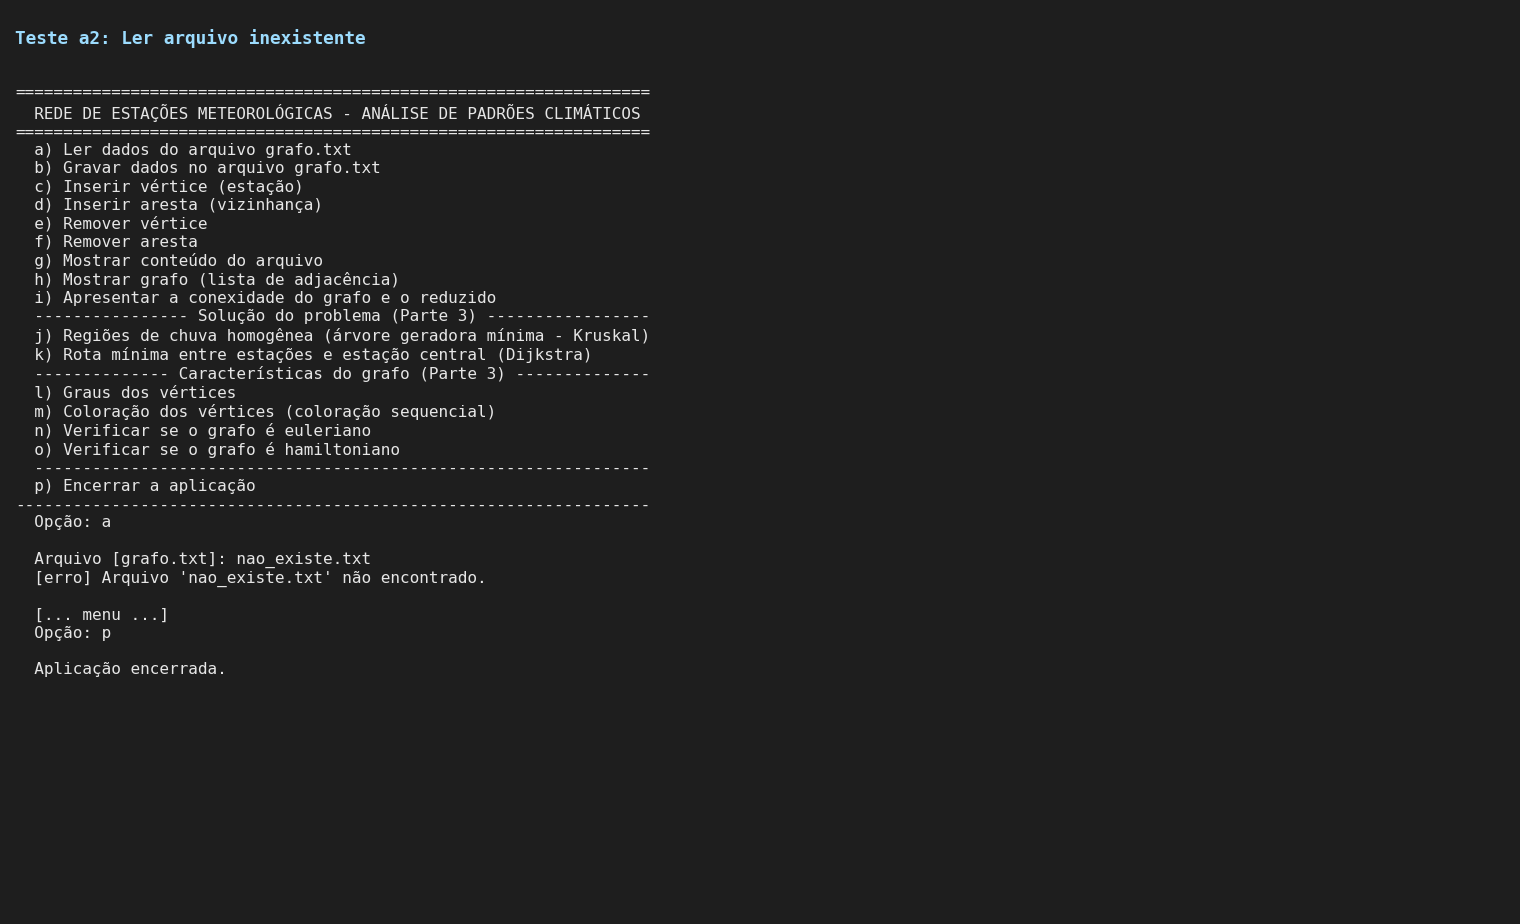 Teste a2: Ler arquivo inexistente
==================================================================
REDE DE ESTAÇÕES METEOROLÓGICAS - ANÁLISE DE PADRÕES CLIMÁTICOS
==================================================================
a) Ler dados do arquivo grafo.txt
b) Gravar dados no arquivo grafo.txt
c) Inserir vértice (estação)
d) Inserir aresta (vizinhança)
e) Remover vértice
f) Remover aresta
g) Mostrar conteúdo do arquivo
h) Mostrar grafo (lista de adjacência)
i) Apresentar a conexidade do grafo e o reduzido
---------------- Solução do problema (Parte 3) -----------------
j) Regiões de chuva homogênea (árvore geradora mínima - Kruskal)
k) Rota mínima entre estações e estação central (Dijkstra)
-------------- Características do grafo (Parte 3) --------------
l) Graus dos vértices
m) Coloração dos vértices (coloração sequencial)
n) Verificar se o grafo é euleriano
o) Verificar se o grafo é hamiltoniano
----------------------------------------------------------------
p) Encerrar a aplicação
------------------------------------------------------------------
Opção: a
Arquivo [grafo.txt]: nao_existe.txt
[erro] Arquivo 'nao_existe.txt' não encontrado.
[... menu ...]
Opção: p
Aplicação encerrada.